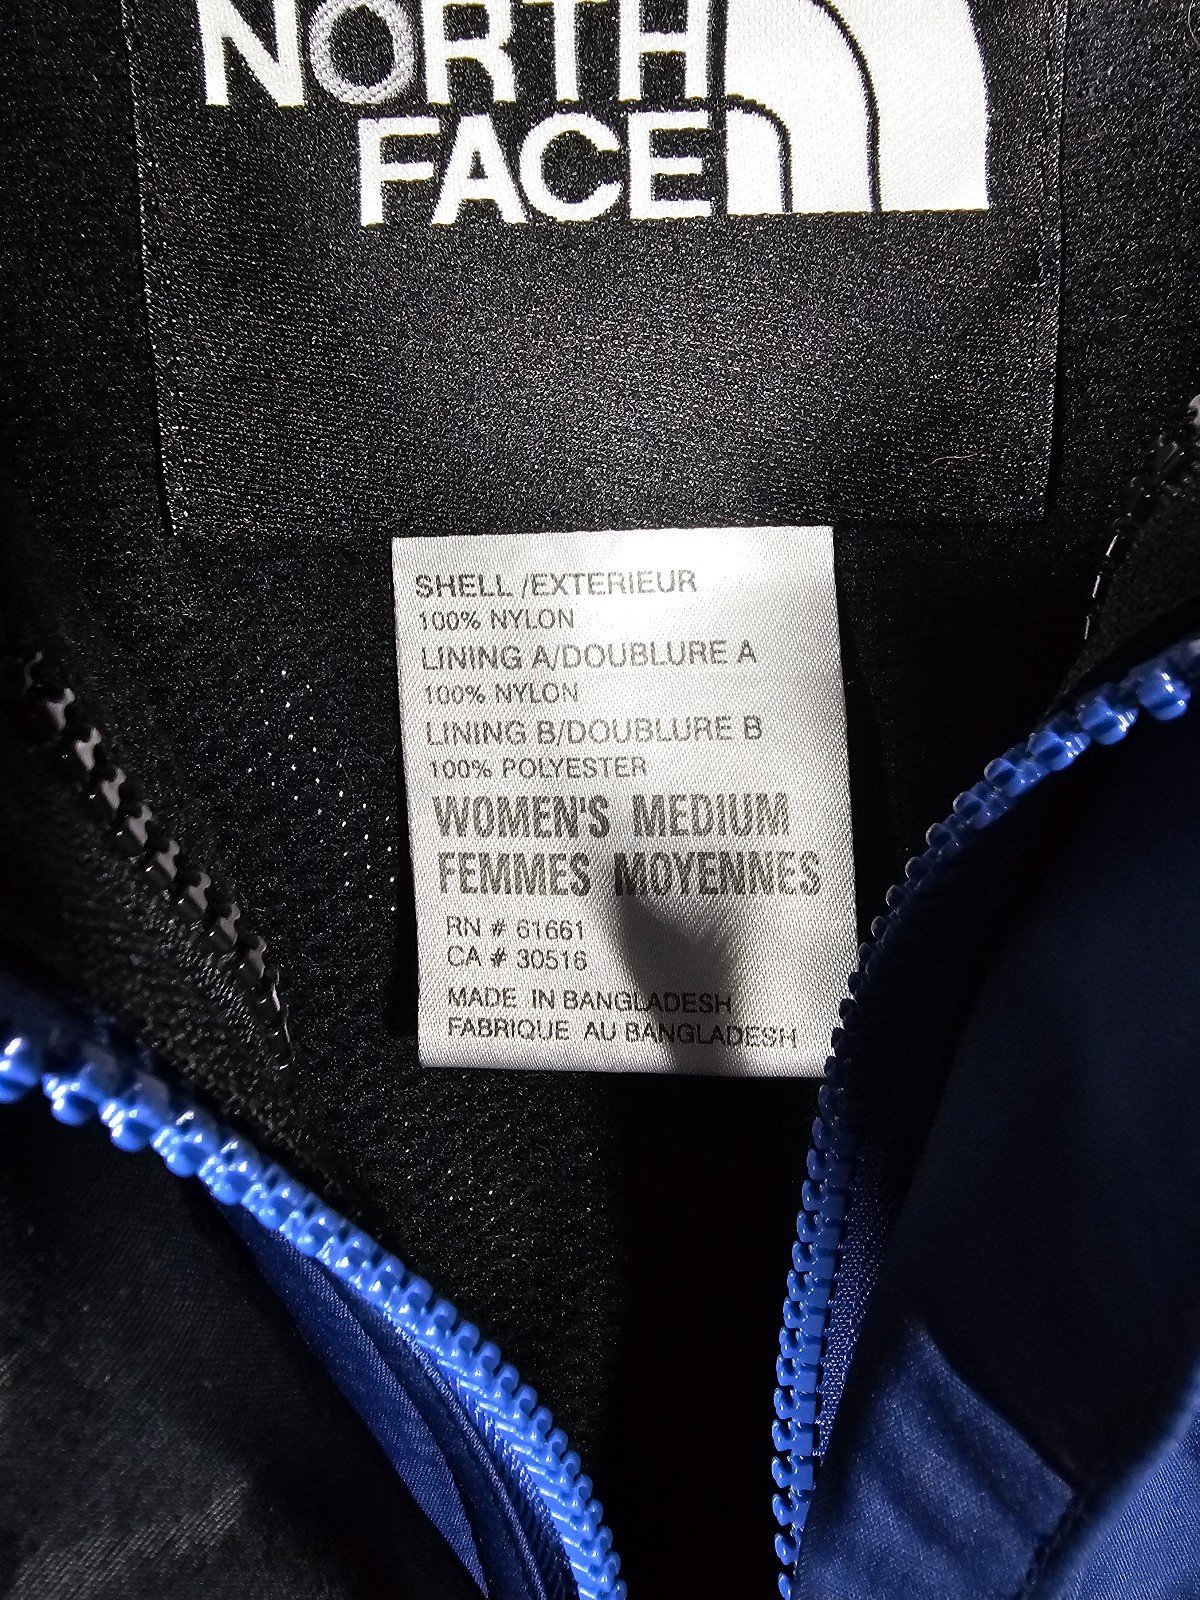 NORTH
FACE
SHELL /EXTERIEUR
100% NYLON
LINING A/DOUBLURE A
100% NYLON
LINING B/DOUBLURE B
100% POLYESTER
WOMEN'S MEDIUM
FEMMES MOYENNES
RN # 61661
CA # 30516
MADE IN BANGLADESH
FABRIQUE AU BANGLADESH